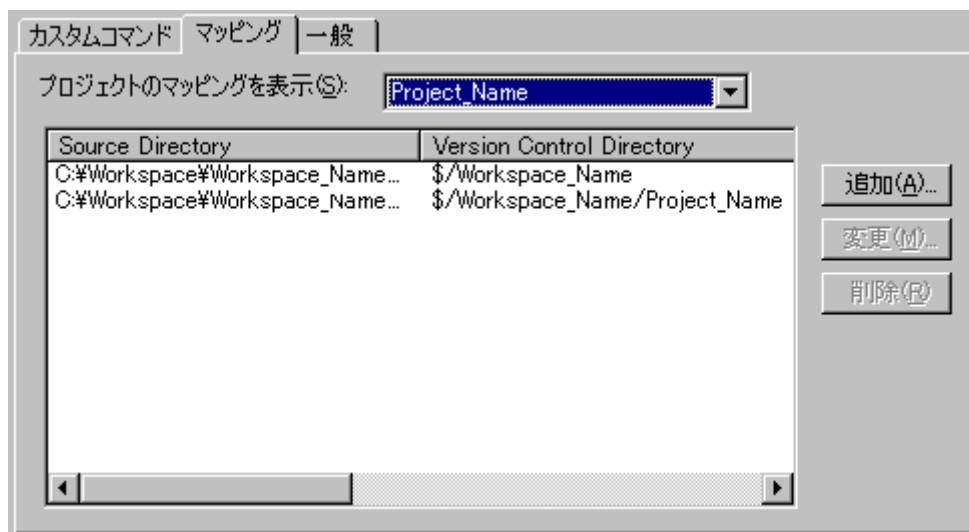 カスタムコマンド マッピング 一般
プロジェクトのマッピングを表示(S): Project_Name
Source Directory Version Control Directory
C:¥Workspace¥Workspace_Name... $/Workspace_Name
C:¥Workspace¥Workspace_Name... $/Workspace_Name/Project_Name
追加(A)...
変更(M)...
削除(R)